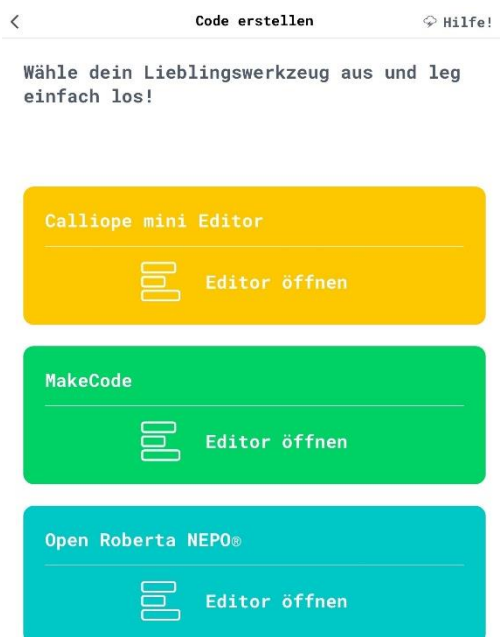 Code erstellen Hilfe!
Wähle dein Lieblingswerkzeug aus und leg
einfach los!
Calliope mini Editor
Editor öffnen
MakeCode
Editor öffnen
Open Roberta NEPO®
Editor öffnen